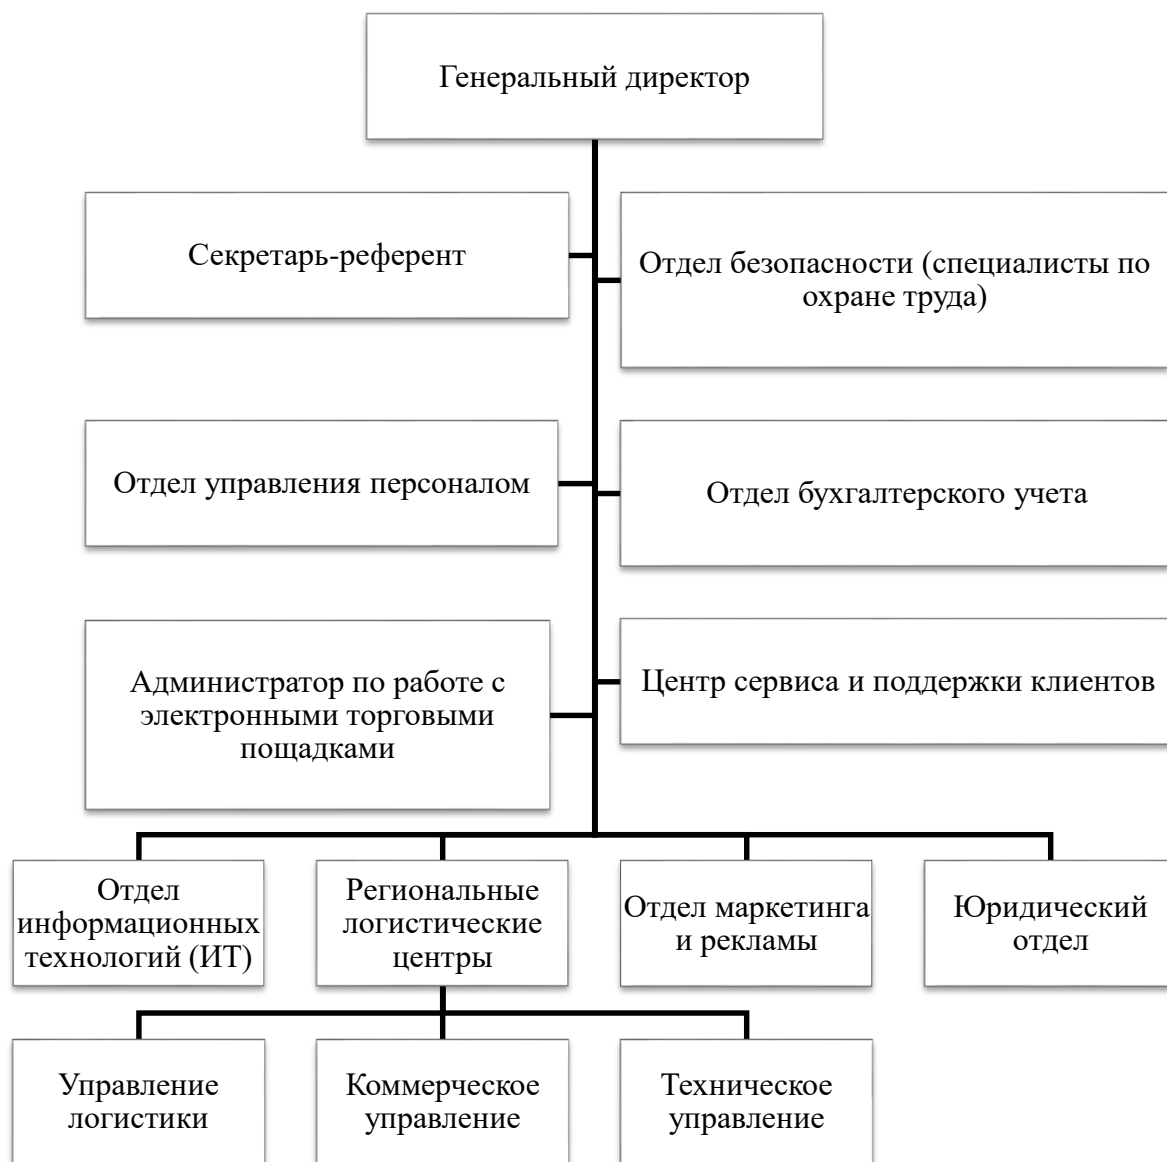 Генеральный директор
Секретарь-референт
Отдел безопасности (специалисты по
охране труда)
Отдел управления персоналом
Отдел бухгалтерского учета
Администратор по работе с
электронными торговыми
пощадками
Центр сервиса и поддержки клиентов
Отдел
информационных
технологий (ИТ)
Региональные
логистические
центры
Отдел маркетинга
и рекламы
Юридический
отдел
Управление
логистики
Коммерческое
управление
Техническое
управление